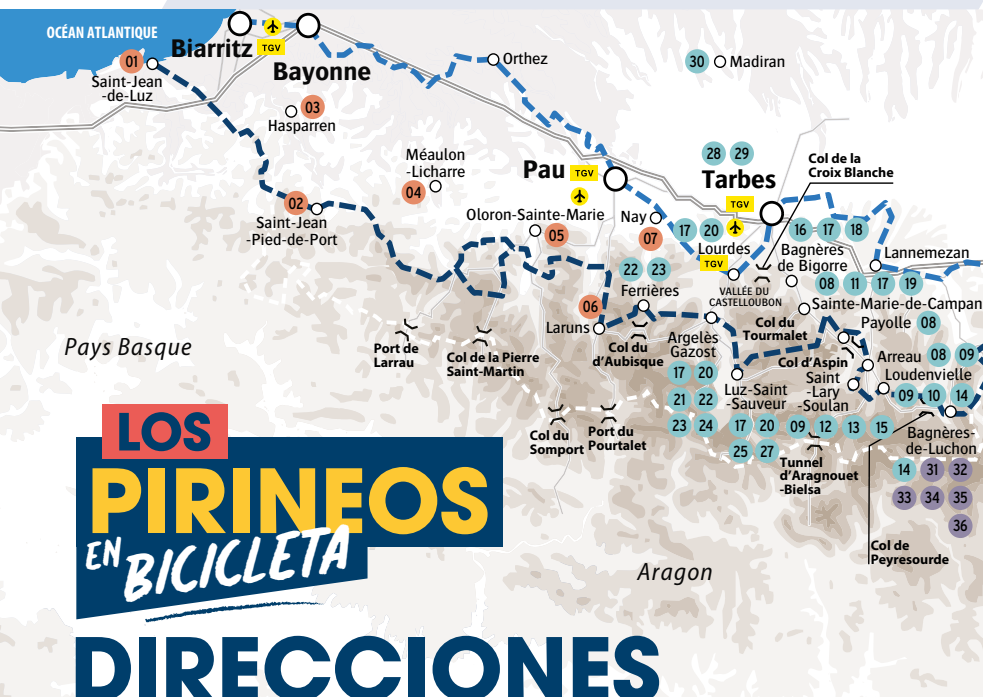 OCÉAN ATLANTIQUE
Biarritz
TGV
Bayonne
01
Saint-Jean
-de-Luz
Orthez
30
Madiran
03
Hasparren
Méaulon
-Licharre
04
Pau
TGV
28 29
Tarbes
TGV
Col de la
Croix Blanche
02
Saint-Jean
-Pied-de-Port
Oloron-Sainte-Marie
05
Nay
07
17 20
Lourdes
TGV
16 17 18
Bagnères
de Bigorre
Lannemezan
22 23
Ferrières
VALLÉE DU
CASTELLOUBON
08 11 17 19
Sainte-Marie-de-Campan
06
Laruns
Payolle 08
Port de
Larrau
Col de la Pierre
Saint-Martin
Col du
d'Aubisque
Argelès
Gazost
17 20
21 22
23 24
Col du
Tourmalet
Col d'Aspin
Arreau 08 09
Loudenvielle
09 10 14
Saint
-Lary
-Soulan
Luz-Saint
-Sauveur
17 20
25 27
09 12 13 15
Bagnères-
de-Luchon
14 31 32
33 34 35
36
Col du
Somport
Port du
Pourtalet
Tunnel
d'Aragnouet
-Bielsa
Col de
Peyresourde
Pays Basque
Aragon
LOS
PIRINEOS
EN BICICLETA
DIRECCIONES